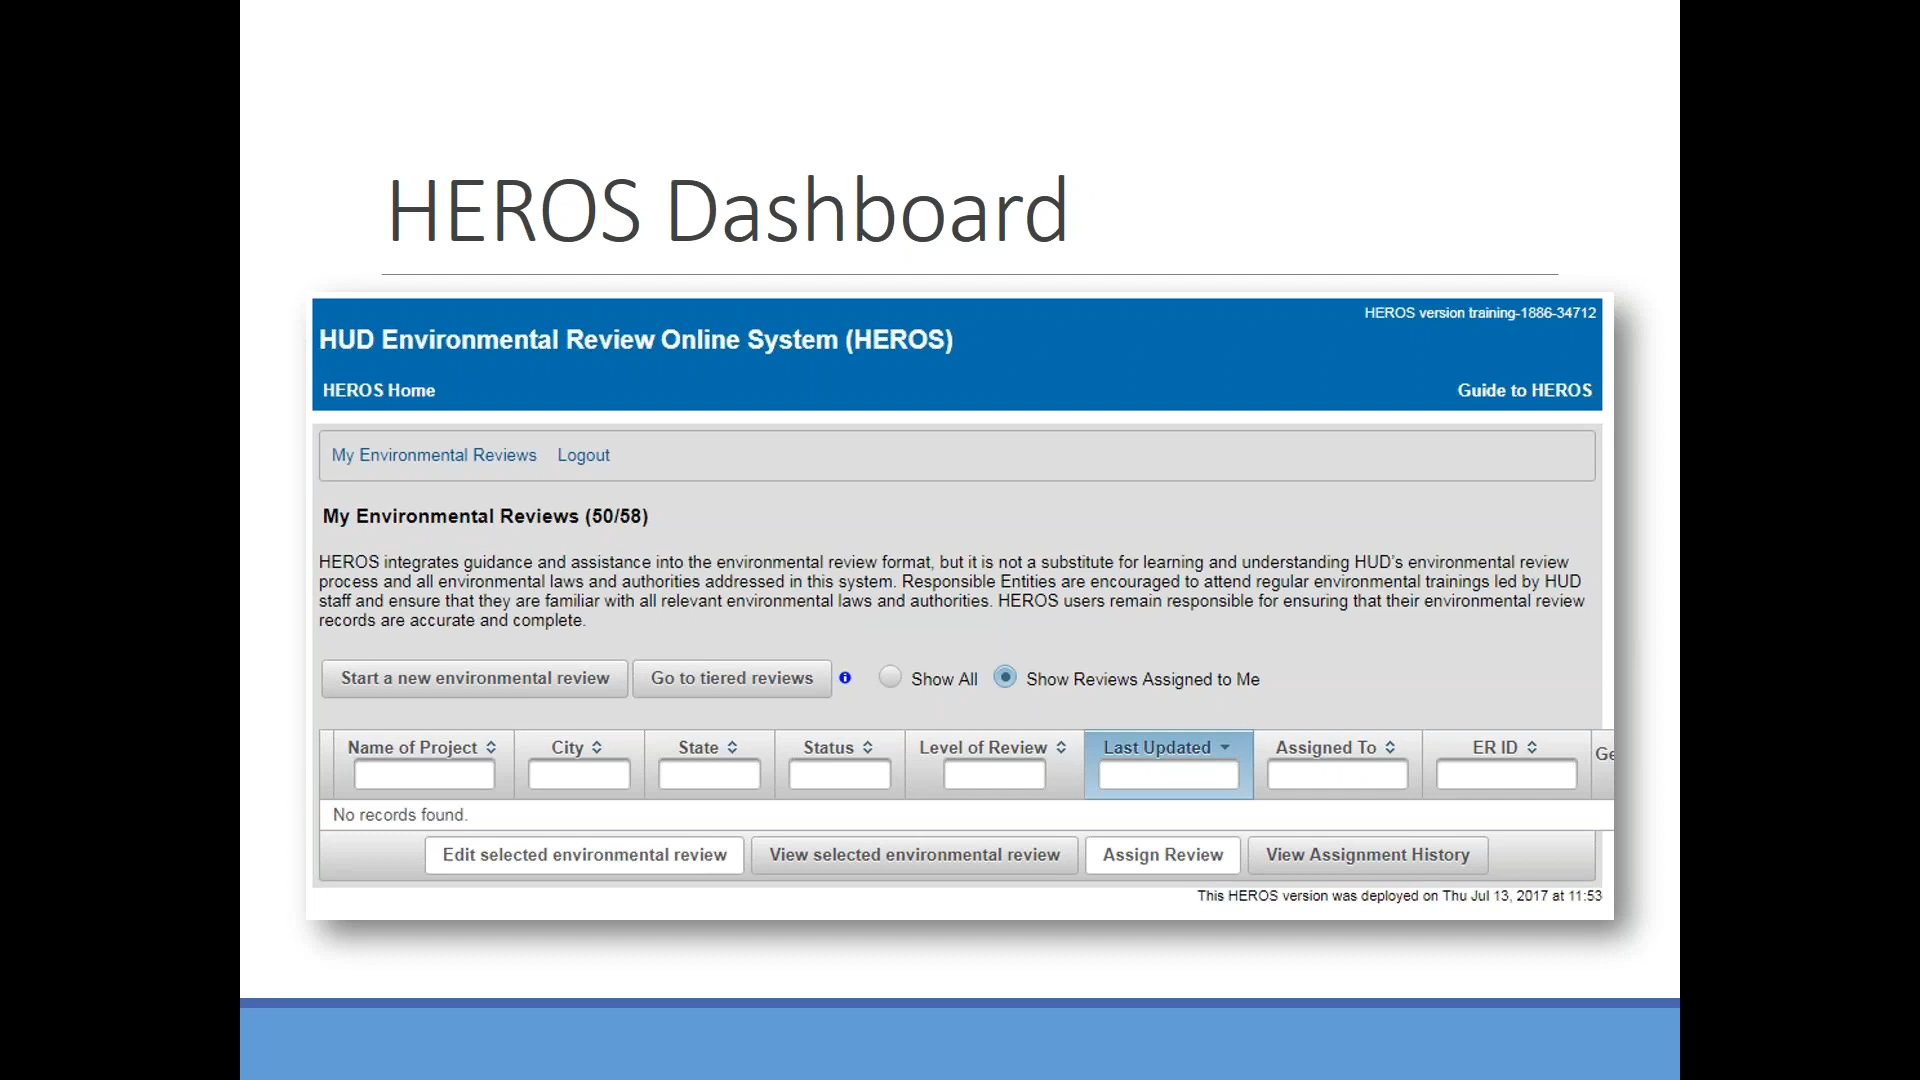 HEROS Dashboard
HEROS version training-1886-34712
HUD Environmental Review Online System (HEROS)
HEROS Home Guide to HEROS
My Environmental Reviews Logout
My Environmental Reviews (50/58)
HEROS integrates guidance and assistance into the environmental review format, but it is not a substitute for learning and understanding HUD's environmental review
process and all environmental laws and authorities addressed in this system. Responsible Entities are encouraged to attend regular environmental trainings led by HUD
staff and ensure that they are familiar with all relevant environmental laws and authorities. HEROS users remain responsible for ensuring that their environmental review
records are accurate and complete.
Start a new environmental review Go to tiered reviews Show All Show Reviews Assigned to Me
Name of Project City State Status Level of Review Last Updated Assigned To ER ID Ge
No records found.
Edit selected environmental review View selected environmental review Assign Review View Assignment History
This HEROS version was deployed on Thu Jul 13, 2017 at 11:53